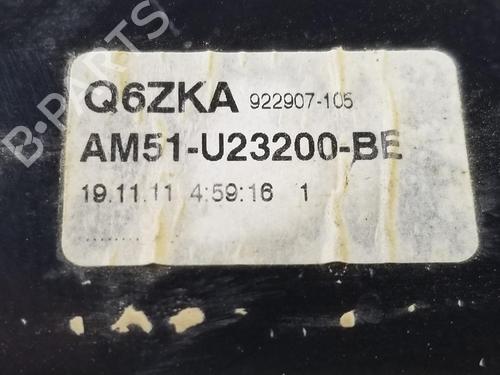 Q6ZKA 922907-105
AM51-U23200-BE
19.11.11 4:59:16 1
........
B-PARTS